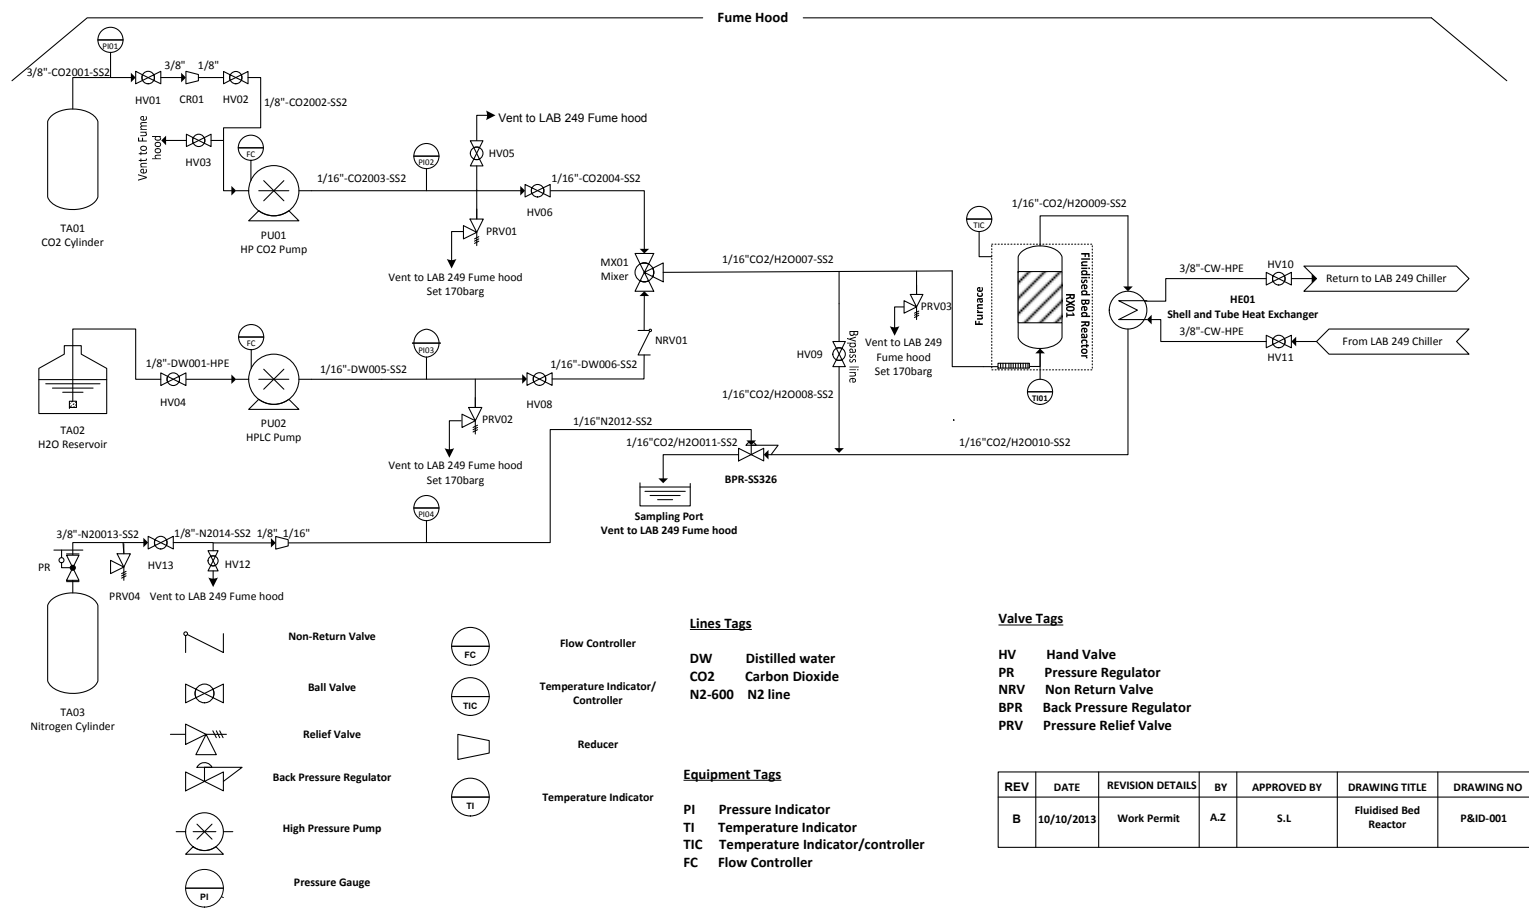 Fume Hood
PI01
3/8"-CO2001-SS2
3/8"
1/8"
HV01
CR01
HV02
1/8"-CO2002-SS2
Vent to Fume
hood
HV03
FC
TA01
CO2 Cylinder
PU01
HP CO2 Pump
1/16"-CO2003-SS2
PI02
Vent to LAB 249 Fume hood
HV05
1/16"-CO2004-SS2
HV06
PRV01
Vent to LAB 249 Fume hood
Set 170barg
MX01
Mixer
1/16"CO2/H2O007-SS2
PRV03
Vent to LAB 249
Fume hood
Set 170barg
HV09
Bypass line
1/16"CO2/H2O008-SS2
TIC
Furnace
Fluidised Bed Reactor
RX01
TI01
1/16"-CO2/H2O009-SS2
3/8"-CW-HPE
HV10
Return to LAB 249 Chiller
HE01
Shell and Tube Heat Exchanger
3/8"-CW-HPE
HV11
From LAB 249 Chiller
NRV01
FC
PI03
1/8"-DW001-HPE
HV04
1/16"-DW005-SS2
1/16"-DW006-SS2
HV08
PU02
HPLC Pump
TA02
H2O Reservoir
PRV02
Vent to LAB 249 Fume hood
Set 170barg
1/16"N2012-SS2
1/16"CO2/H2O011-SS2
1/16"CO2/H2O010-SS2
BPR-SS326
Sampling Port
Vent to LAB 249 Fume hood
PI04
3/8"-N20013-SS2
1/8"-N2014-SS2
1/8"
1/16"
PR
HV13
HV12
PRV04
Vent to LAB 249 Fume hood
TA03
Nitrogen Cylinder
Non-Return Valve
Ball Valve
Relief Valve
Back Pressure Regulator
High Pressure Pump
PI
Pressure Gauge
FC
Flow Controller
TIC
Temperature Indicator/
Controller
Reducer
TI
Temperature Indicator
Lines Tags
DW Distilled water
CO2 Carbon Dioxide
N2-600 N2 line
Equipment Tags
PI Pressure Indicator
TI Temperature Indicator
TIC Temperature Indicator/controller
FC Flow Controller
Valve Tags
HV Hand Valve
PR Pressure Regulator
NRV Non Return Valve
BPR Back Pressure Regulator
PRV Pressure Relief Valve
REV DATE REVISION DETAILS BY APPROVED BY DRAWING TITLE DRAWING NO
B 10/10/2013 Work Permit A.Z S.L Fluidised Bed
Reactor P&ID-001